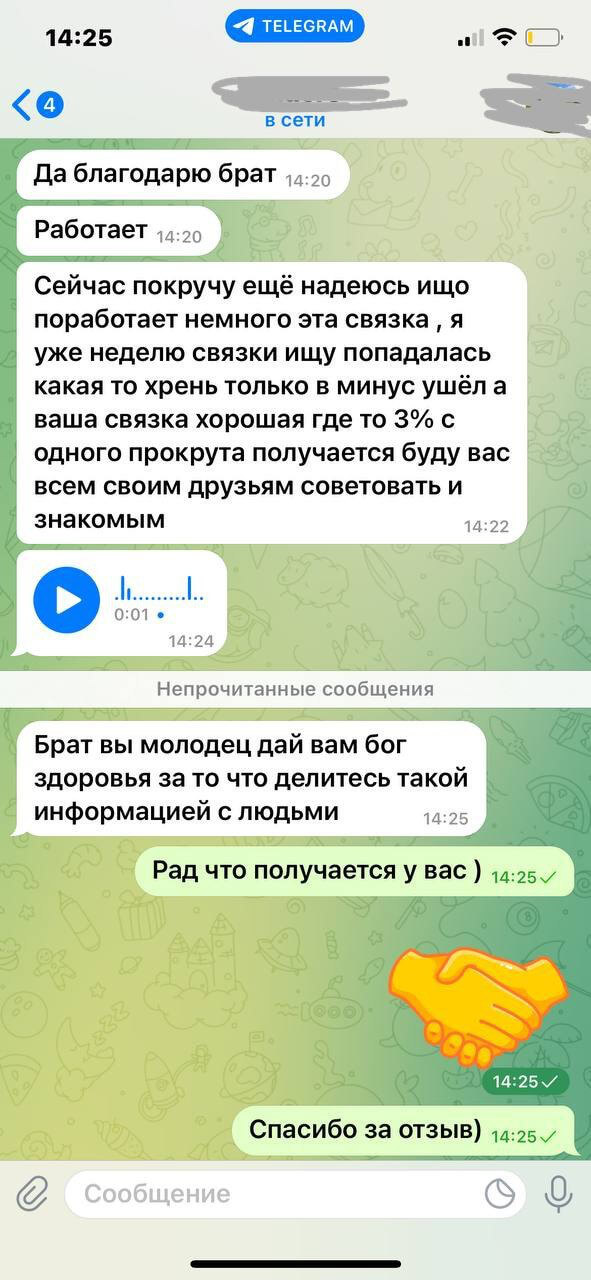 14:25
TELEGRAM
4
в сети
Да благодарю брат 14:20
Работает 14:20
Сейчас покручу ещё надеюсь ищо
поработает немного эта связка , я
уже неделю связки ищу попадалась
какая то хрень только в минус ушёл а
ваша связка хорошая где то 3% с
одного прокрута получается буду вас
всем своим друзьям советовать и
знакомым 14:22
0:01
14:24
Непрочитанные сообщения
Брат вы молодец дай вам бог
здоровья за то что делитесь такой
информацией с людьми 14:25
Рад что получается у вас ) 14:25
14:25
Спасибо за отзыв) 14:25
Сообщение